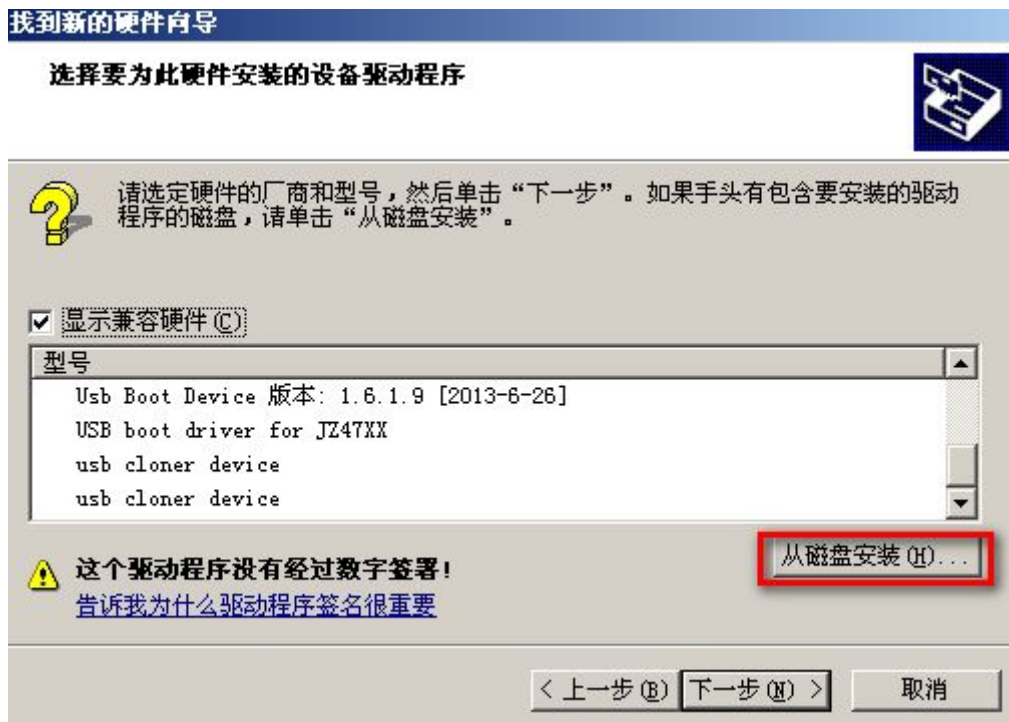 找到新的硬件向导
选择要为此硬件安装的设备驱动程序
请选定硬件的厂商和型号，然后单击“下一步”。如果手头有包含要安装的驱动
程序的磁盘，请单击“从磁盘安装”。
显示兼容硬件(C)
型号
Usb Boot Device 版本: 1.6.1.9 [2013-6-26]
USB boot driver for JZ47XX
usb cloner device
usb cloner device
从磁盘安装(H)...
这个驱动程序没有经过数字签署!
告诉我为什么驱动程序签名很重要
< 上一步(B) 下一步(N) > 取消